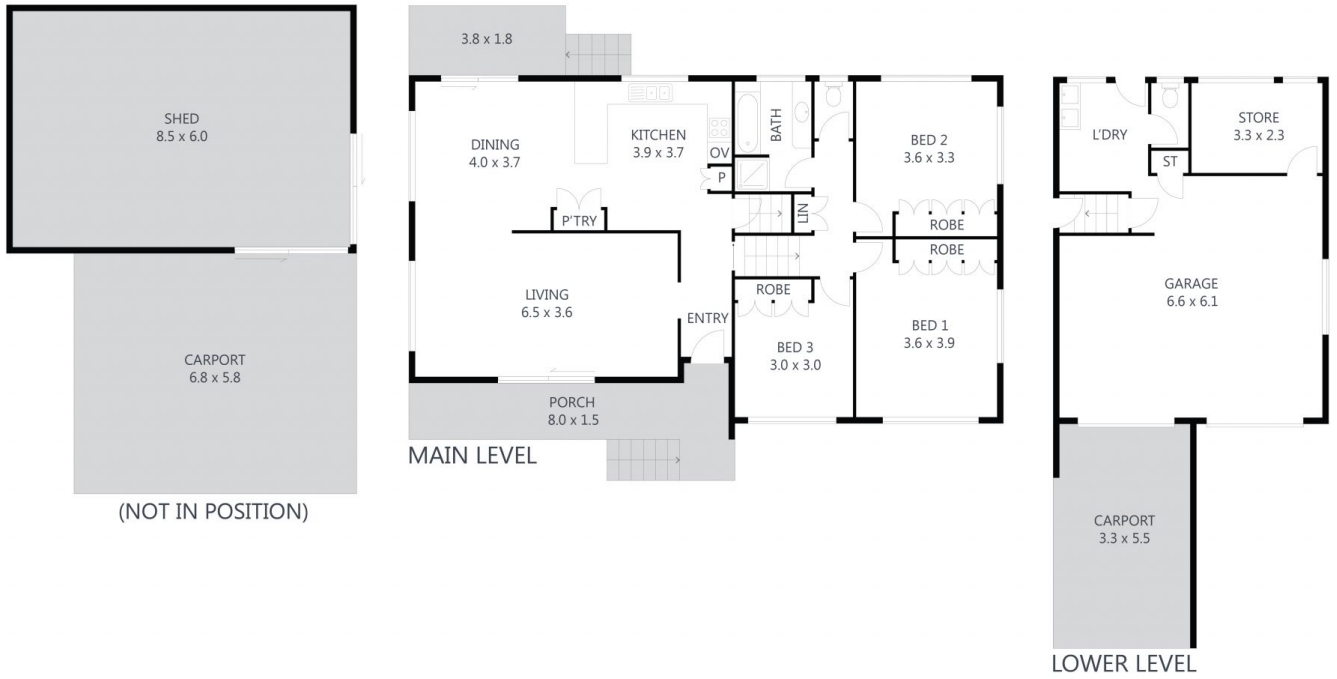 SHED
8.5 x 6.0
CARPORT
6.8 x 5.8
(NOT IN POSITION)
3.8 x 1.8
DINING
4.0 x 3.7
KITCHEN
3.9 x 3.7
OV
P
P'TRY
BATH
LIN
BED 2
3.6 x 3.3
ROBE
ROBE
LIVING
6.5 x 3.6
ENTRY
ROBE
BED 3
3.0 x 3.0
BED 1
3.6 x 3.9
PORCH
8.0 x 1.5
MAIN LEVEL
L'DRY
ST
STORE
3.3 x 2.3
GARAGE
6.6 x 6.1
CARPORT
3.3 x 5.5
LOWER LEVEL